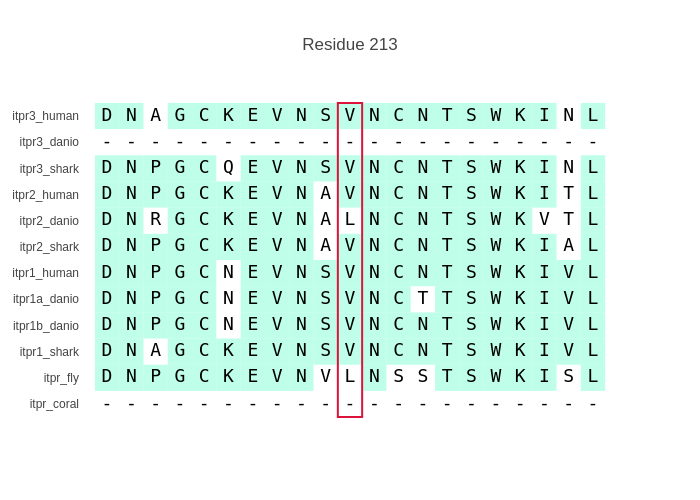 Residue 213
itpr3_human D N A G C K E V N S V N C N T S W K I N L
itpr3_danio - - - - - - - - - - - - - - - - - - - - -
itpr3_shark D N P G C Q E V N S V N C N T S W K I N L
itpr2_human D N P G C K E V N A V N C N T S W K I T L
itpr2_danio D N R G C K E V N A L N C N T S W K V T L
itpr2_shark D N P G C K E V N A V N C N T S W K I A L
itpr1_human D N P G C N E V N S V N C N T S W K I V L
itpr1a_danio D N P G C N E V N S V N C T T S W K I V L
itpr1b_danio D N P G C N E V N S V N C N T S W K I V L
itpr1_shark D N A G C K E V N S V N C N T S W K I V L
itpr_fly D N P G C K E V N V L N S S T S W K I S L
itpr_coral - - - - - - - - - - - - - - - - - - - - -